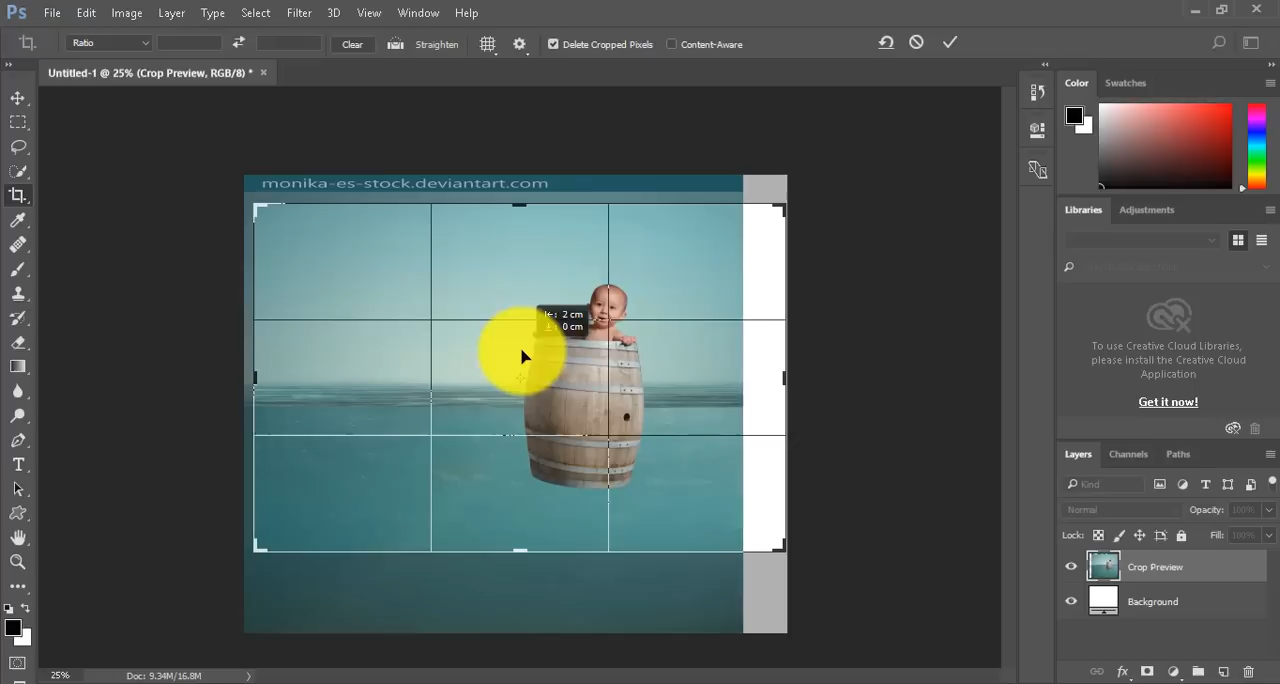 Ps File Edit Image Layer Type Select Filter 3D View Window Help
Ratio Clear Straighten Delete Cropped Pixels Content-Aware
Untitled-1 @ 25% (Crop Preview, RGB/8) * ×
Color Swatches
monika-es-stock.deviantart.com
Libraries Adjustments
: 2 cm
: 0 cm
To use Creative Cloud Libraries,
please install the Creative Cloud
Application
Get it now!
Layers Channels Paths
Kind
Normal Opacity: 100%
Lock: Fill: 100%
Crop Preview
Background
25% Doc: 9.34M/16.8M